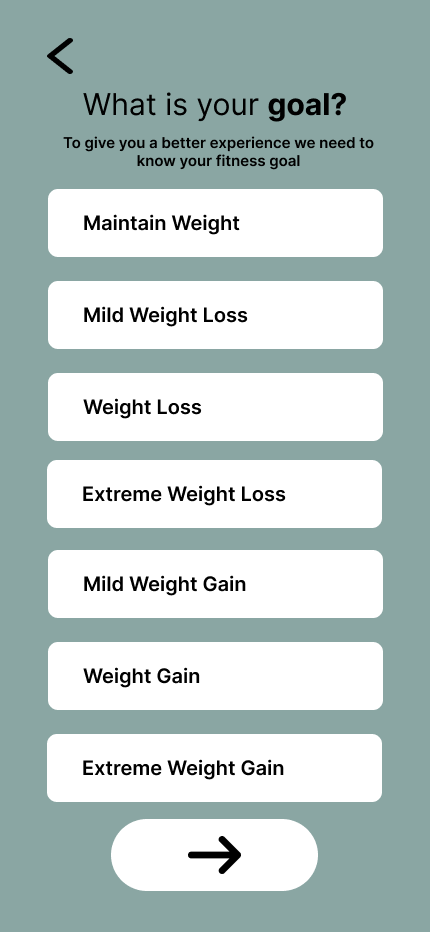 What is your goal?
To give you a better experience we need to
know your fitness goal
Maintain Weight
Mild Weight Loss
Weight Loss
Extreme Weight Loss
Mild Weight Gain
Weight Gain
Extreme Weight Gain